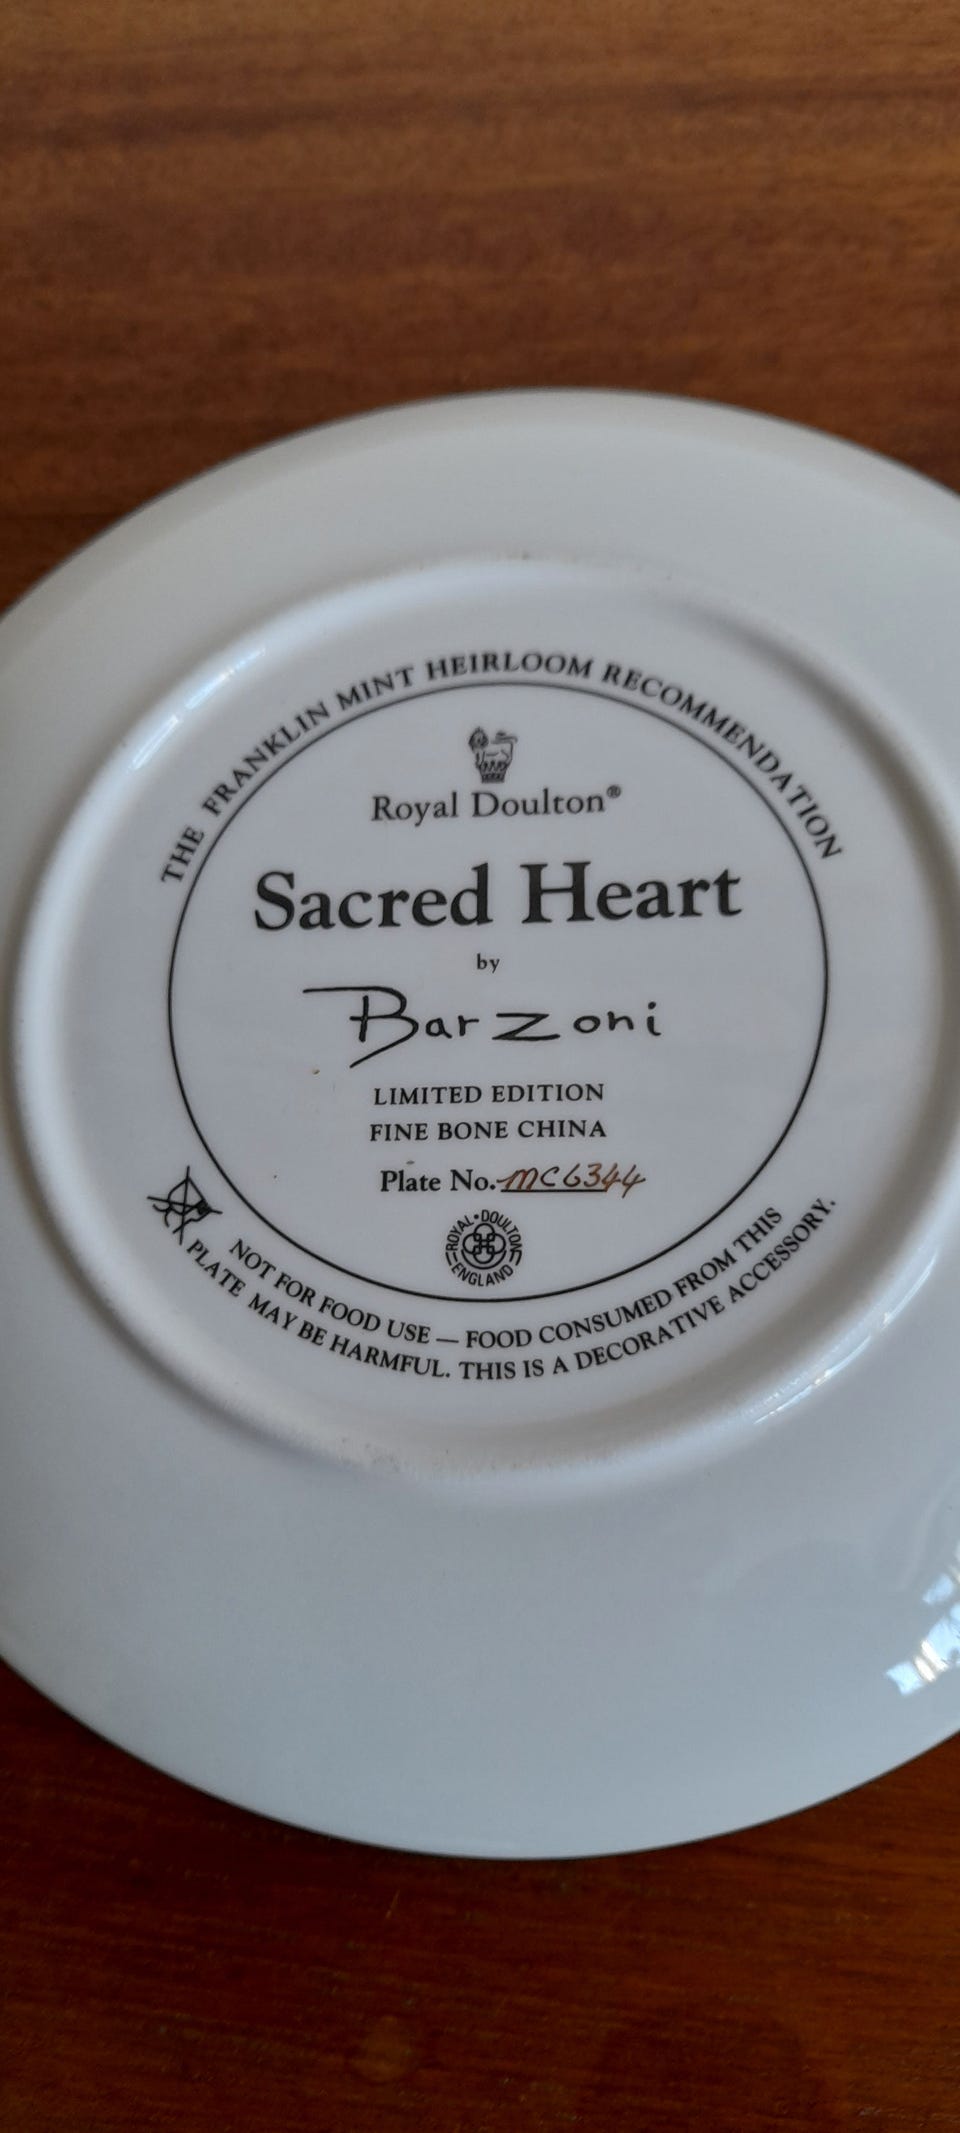 THE FRANKLIN MINT HEIRLOOM RECOMMENDATION
Royal Doulton®
Sacred Heart
by
Barzoni
LIMITED EDITION
FINE BONE CHINA
Plate No. MC6344
ROYAL • DOULTON
ENGLAND
NOT FOR FOOD USE — FOOD CONSUMED FROM THIS
PLATE MAY BE HARMFUL. THIS IS A DECORATIVE ACCESSORY.